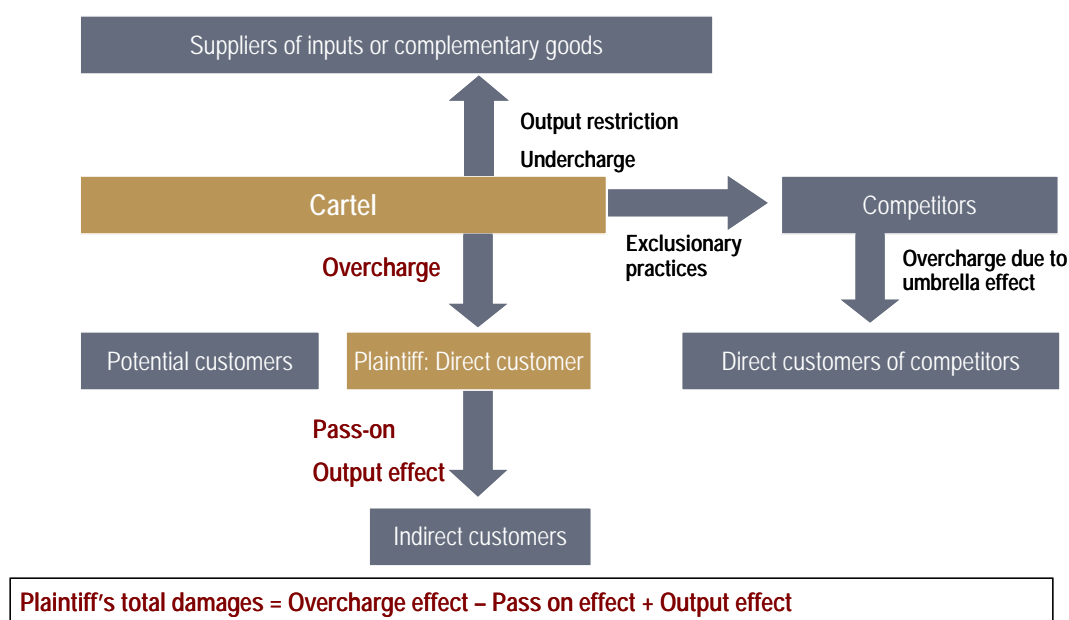 Suppliers of inputs or complementary goods
Output restriction
Undercharge
Cartel
Competitors
Exclusionary
practices
Overcharge
Overcharge due to
umbrella effect
Potential customers
Plaintiff: Direct customer
Direct customers of competitors
Pass-on
Output effect
Indirect customers
Plaintiff’s total damages = Overcharge effect – Pass on effect + Output effect